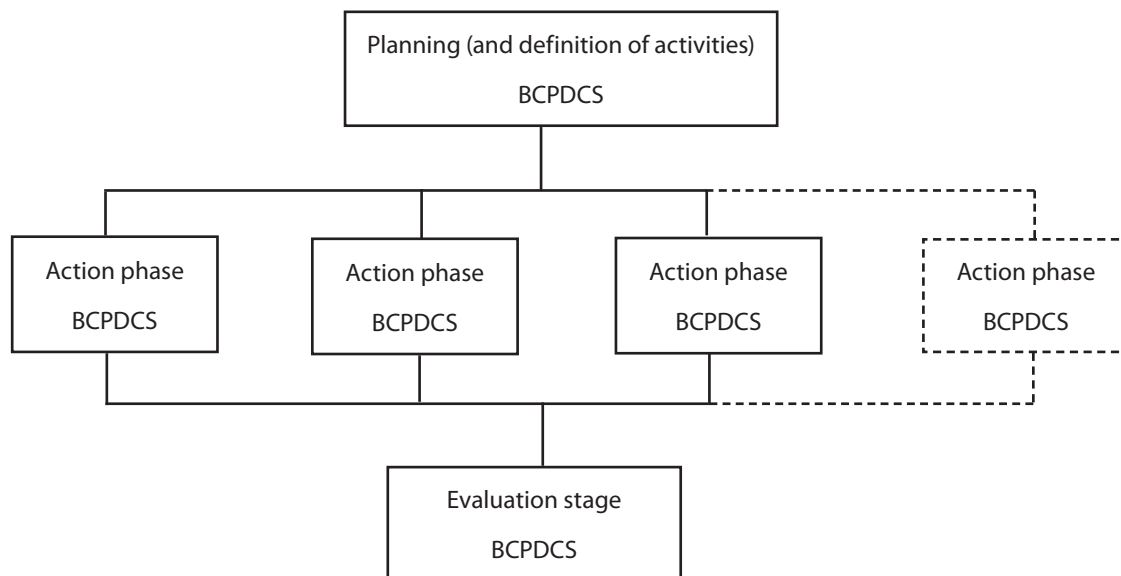 Planning (and definition of activities)
BCPDCS
Action phase
BCPDCS
Action phase
BCPDCS
Action phase
BCPDCS
Action phase
BCPDCS
Evaluation stage
BCPDCS